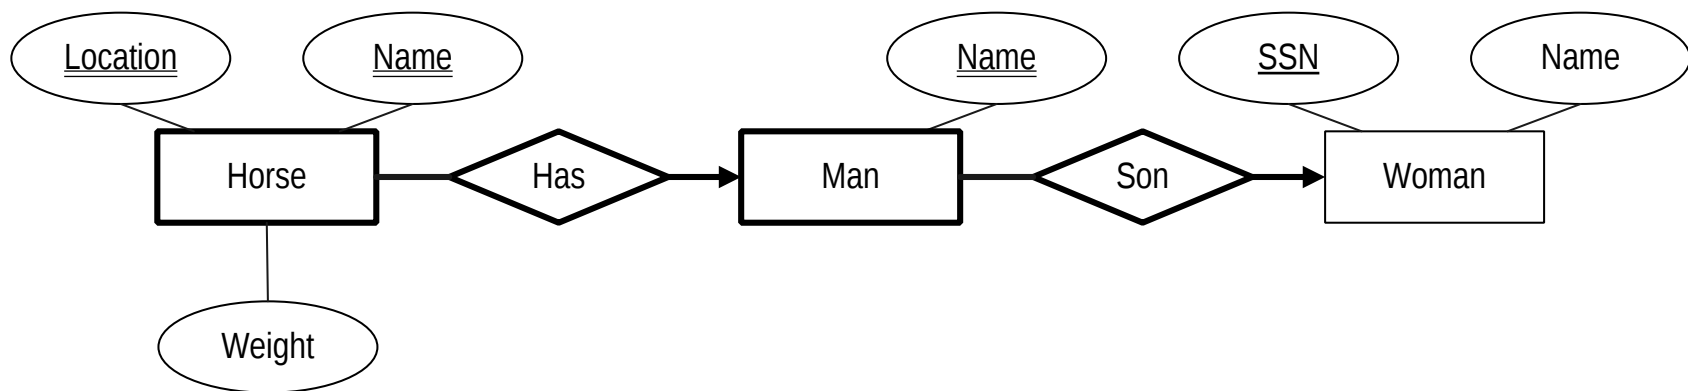 Location
Name
Name
SSN
Name
Horse
Has
Man
Son
Woman
Weight